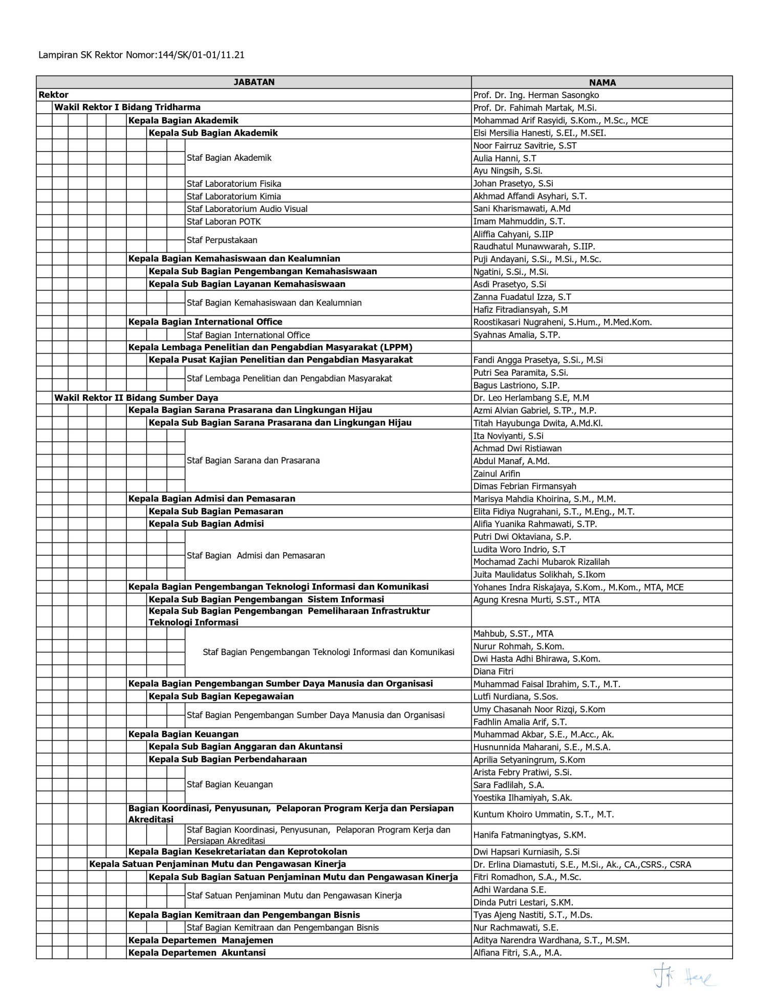 Lampiran SK Rektor Nomor:144/SK/01-01/11.21
JABATAN NAMA
Rektor Prof. Dr. Ing. Herman Sasongko
Wakil Rektor I Bidang Tridharma Prof. Dr. Fahimah Martak, M.Si.
Kepala Bagian Akademik Mohammad Arif Rasyidi, S.Kom., M.Sc., MCE
Kepala Sub Bagian Akademik Elsi Mersilia Hanesti, S.EI., M.SEI.
Noor Fairruz Savitrie, S.ST
Staf Bagian Akademik Aulia Hanni, S.T
Ayu Ningsih, S.Si.
Staf Laboratorium Fisika Johan Prasetyo, S.Si
Staf Laboratorium Kimia Akhmad Affandi Asyhari, S.T.
Staf Laboratorium Audio Visual Sani Kharismawati, A.Md
Staf Laboran POTK Imam Mahmuddin, S.T.
Staf Perpustakaan Aliffia Cahyani, S.IIP
Raudhatul Munawwarah, S.IIP.
Kepala Bagian Kemahasiswaan dan Kealumnian Puji Andayani, S.Si., M.Si., M.Sc.
Kepala Sub Bagian Pengembangan Kemahasiswaan Ngatini, S.Si., M.Si.
Kepala Sub Bagian Layanan Kemahasiswaan Asdi Prasetyo, S.Si
Staf Bagian Kemahasiswaan dan Kealumnian Zanna Fuadatul Izza, S.T
Hafiz Fitradiansyah, S.M
Kepala Bagian International Office Roostikasari Nugraheni, S.Hum., M.Med.Kom.
Staf Bagian International Office Syahnas Amalia, S.TP.
Kepala Lembaga Penelitian dan Pengabdian Masyarakat (LPPM)
Kepala Pusat Kajian Penelitian dan Pengabdian Masyarakat Fandi Angga Prasetya, S.Si., M.Si
Staf Lembaga Penelitian dan Pengabdian Masyarakat Putri Sea Paramita, S.Si.
Bagus Lastriono, S.IP.
Wakil Rektor II Bidang Sumber Daya Dr. Leo Herlambang S.E, M.M
Kepala Bagian Sarana Prasarana dan Lingkungan Hijau Azmi Alvian Gabriel, S.TP., M.P.
Kepala Sub Bagian Sarana Prasarana dan Lingkungan Hijau Titah Hayubunga Dwita, A.Md.Kl.
Ita Noviyanti, S.Si
Achmad Dwi Ristiawan
Staf Bagian Sarana dan Prasarana Abdul Manaf, A.Md.
Zainul Arifin
Dimas Febrian Firmansyah
Kepala Bagian Admisi dan Pemasaran Marisya Mahdia Khoirina, S.M., M.M.
Kepala Sub Bagian Pemasaran Elita Fidiya Nugrahani, S.T., M.Eng., M.T.
Kepala Sub Bagian Admisi Alifia Yuanika Rahmawati, S.TP.
Putri Dwi Oktaviana, S.P.
Staf Bagian Admisi dan Pemasaran Ludita Woro Indrio, S.T
Mochamad Zachi Mubarok Rizalilah
Juita Maulidatus Solikhah, S.Ikom
Kepala Bagian Pengembangan Teknologi Informasi dan Komunikasi Yohanes Indra Riskajaya, S.Kom., M.Kom., MTA, MCE
Kepala Sub Bagian Pengembangan Sistem Informasi Agung Kresna Murti, S.ST., MTA
Kepala Sub Bagian Pengembangan Pemeliharaan Infrastruktur
Teknologi Informasi
Mahbub, S.ST., MTA
Staf Bagian Pengembangan Teknologi Informasi dan Komunikasi Nurur Rohmah, S.Kom.
Dwi Hasta Adhi Bhirawa, S.Kom.
Diana Fitri
Kepala Bagian Pengembangan Sumber Daya Manusia dan Organisasi Muhammad Faisal Ibrahim, S.T., M.T.
Kepala Sub Bagian Kepegawaian Lutfi Nurdiana, S.Sos.
Staf Bagian Pengembangan Sumber Daya Manusia dan Organisasi Umy Chasanah Noor Rizqi, S.Kom
Fadhlin Amalia Arif, S.T.
Kepala Bagian Keuangan Muhammad Akbar, S.E., M.Acc., Ak.
Kepala Sub Bagian Anggaran dan Akuntansi Husnunnida Maharani, S.E., M.S.A.
Kepala Sub Bagian Perbendaharaan Aprilia Setyaningrum, S.Kom
Arista Febry Pratiwi, S.Si.
Staf Bagian Keuangan Sara Fadlilah, S.A.
Yoestika Ilhamiyah, S.Ak.
Bagian Koordinasi, Penyusunan, Pelaporan Program Kerja dan Persiapan
Akreditasi Kuntum Khoiro Ummatin, S.T., M.T.
Staf Bagian Koordinasi, Penyusunan, Pelaporan Program Kerja dan
Persiapan Akreditasi Hanifa Fatmaningtyas, S.KM.
Kepala Bagian Kesekretariatan dan Keprotokolan Dwi Hapsari Kurniasih, S.Si
Kepala Satuan Penjaminan Mutu dan Pengawasan Kinerja Dr. Erlina Diamastuti, S.E., M.Si., Ak., CA.,CSRS., CSRA
Kepala Sub Bagian Satuan Penjaminan Mutu dan Pengawasan Kinerja Fitri Romadhon, S.A., M.Sc.
Staf Satuan Penjaminan Mutu dan Pengawasan Kinerja Adhi Wardana S.E.
Dinda Putri Lestari, S.KM.
Kepala Bagian Kemitraan dan Pengembangan Bisnis Tyas Ajeng Nastiti, S.T., M.Ds.
Staf Bagian Kemitraan dan Pengembangan Bisnis Nur Rachmawati, S.E.
Kepala Departemen Manajemen Aditya Narendra Wardhana, S.T., M.SM.
Kepala Departemen Akuntansi Alfiana Fitri, S.A., M.A.